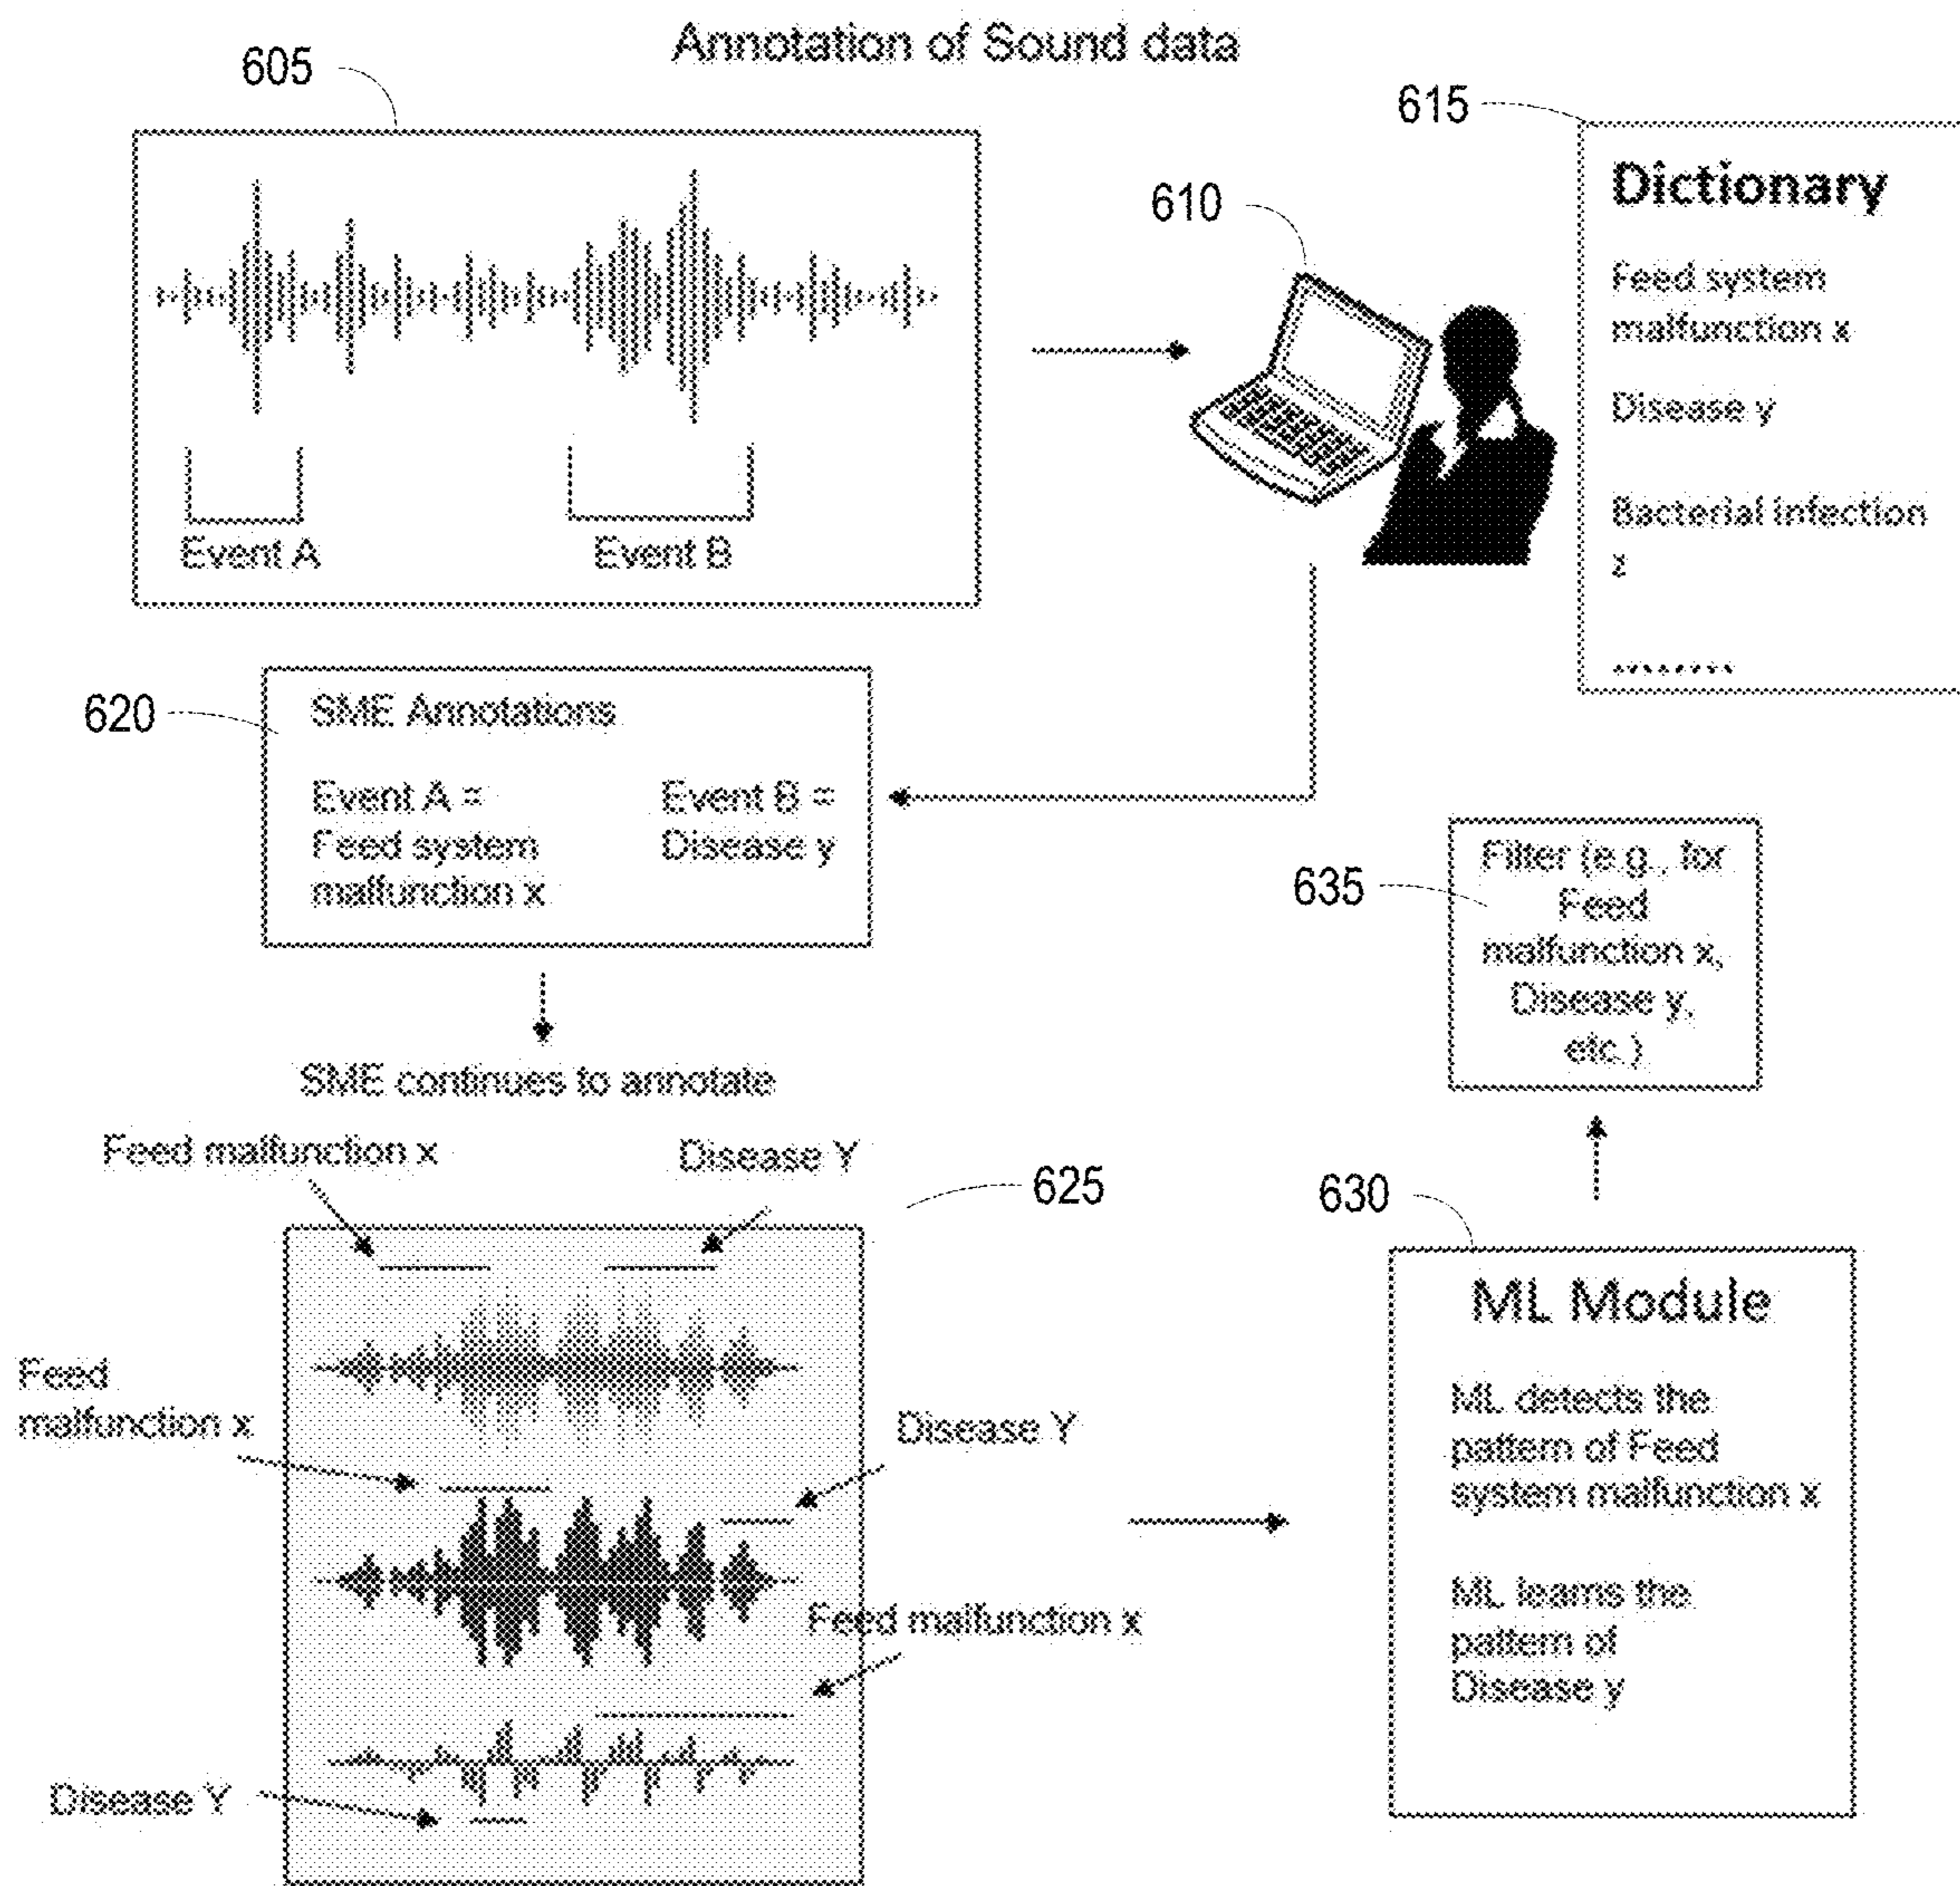 Annotation of Sound data
605
Event A
Event B
610
615
Dictionary
Feed system
malfunction x
Disease y
Bacterial infection
z
........
620
SME Annotations
Event A =
Feed system
malfunction x
Event B =
Disease y
SME continues to annotate
Feed malfunction x
Disease Y
625
Feed
malfunction x
Disease Y
Feed malfunction x
Disease Y
630
ML Module
ML detects the
pattern of Feed
system malfunction x
ML learns the
pattern of
Disease y
635
Filter (e.g., for
Feed
malfunction x,
Disease y,
etc.)